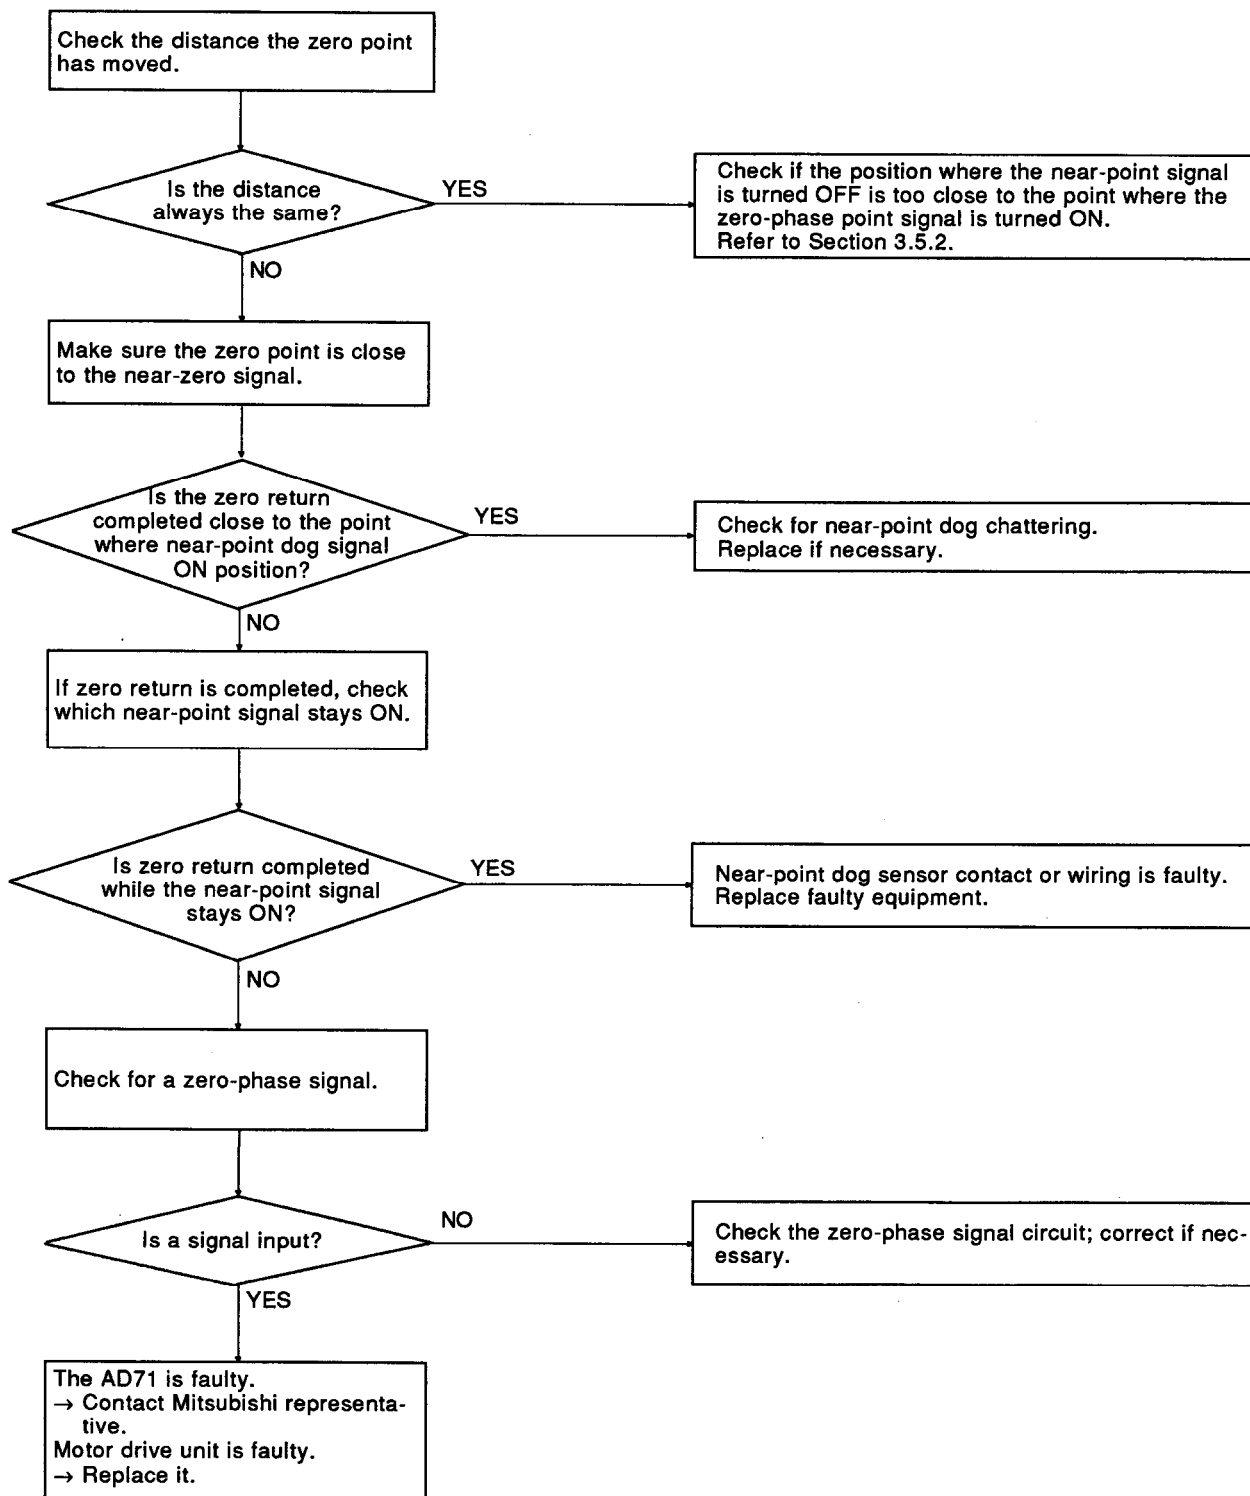 Check the distance the zero point
has moved.
Is the distance
always the same?
YES
Check if the position where the near-point signal
is turned OFF is too close to the point where the
zero-phase point signal is turned ON.
Refer to Section 3.5.2.
NO
Make sure the zero point is close
to the near-zero signal.
Is the zero return
completed close to the point
where near-point dog signal
ON position?
YES
Check for near-point dog chattering.
Replace if necessary.
NO
If zero return is completed, check
which near-point signal stays ON.
Is zero return completed
while the near-point signal
stays ON?
YES
Near-point dog sensor contact or wiring is faulty.
Replace faulty equipment.
NO
Check for a zero-phase signal.
Is a signal input?
NO
Check the zero-phase signal circuit; correct if nec-
essary.
YES
The AD71 is faulty.
→ Contact Mitsubishi representa-
tive.
Motor drive unit is faulty.
→ Replace it.